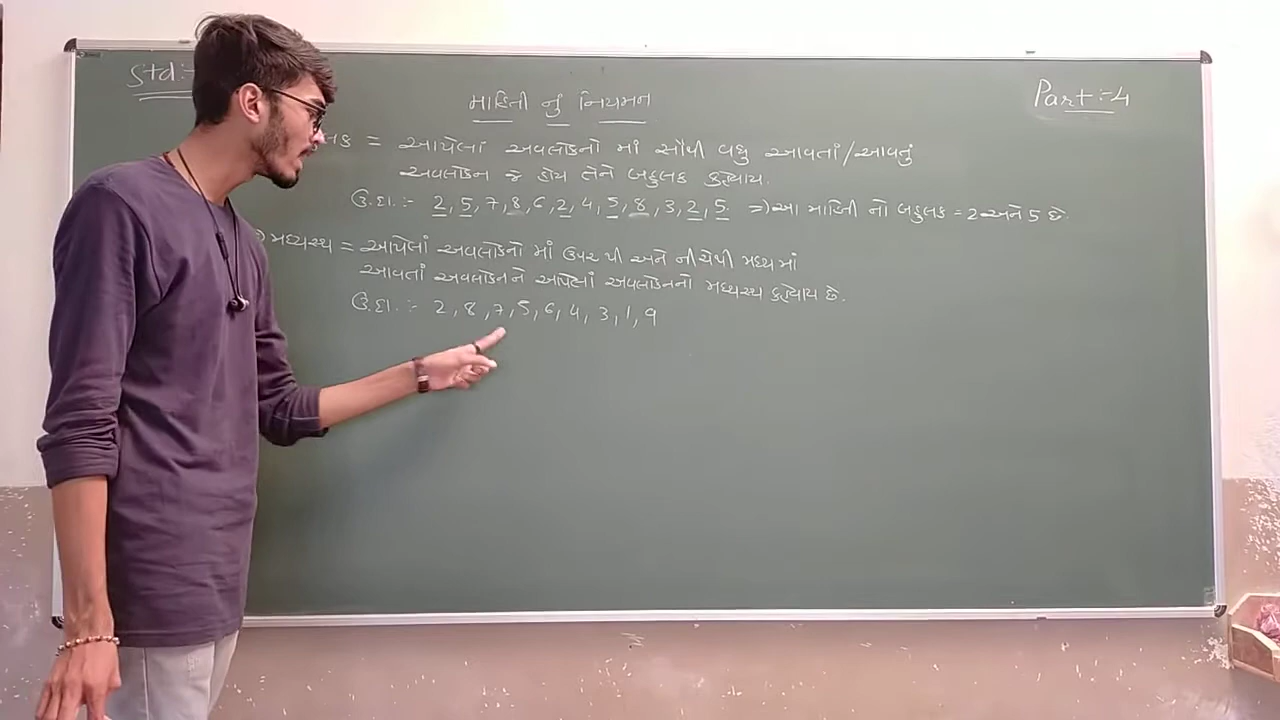 Std:-
Part :- 4
માહિતી નું નિયમન
લક = આપેલાં અવલોકનો માં સૌથી વધુ આવતાં/આવતું
અવલોકન જે હોય તેને બહુલક કહેવાય.
ઉ.દા. :- 2, 5, 7, 8, 6, 2, 4, 5, 8, 3, 2, 5 => આ માહિતી નો બહુલક = 2 અને 5 છે.
મધ્યસ્થ = આપેલાં અવલોકનો માં ઉપર થી અને નીચેથી મધ્ય માં
આવતાં અવલોકનને આપેલાં અવલોકનનો મધ્યસ્થ કહેવાય છે.
ઉ.દા. :- 2, 8, 7, 5, 6, 4, 3, 1, 9